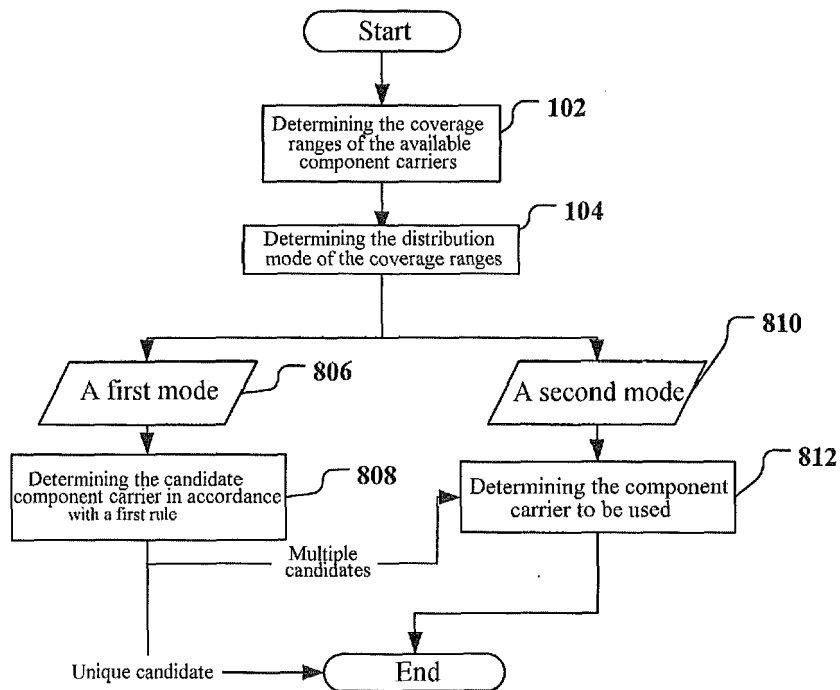 Start
Determining the coverage
ranges of the available
component carriers
102
Determining the distribution
mode of the coverage ranges
104
A first mode
806
A second mode
810
Determining the candidate
component carrier in accordance
with a first rule
808
Determining the component
carrier to be used
812
Multiple
candidates
Unique candidate
End